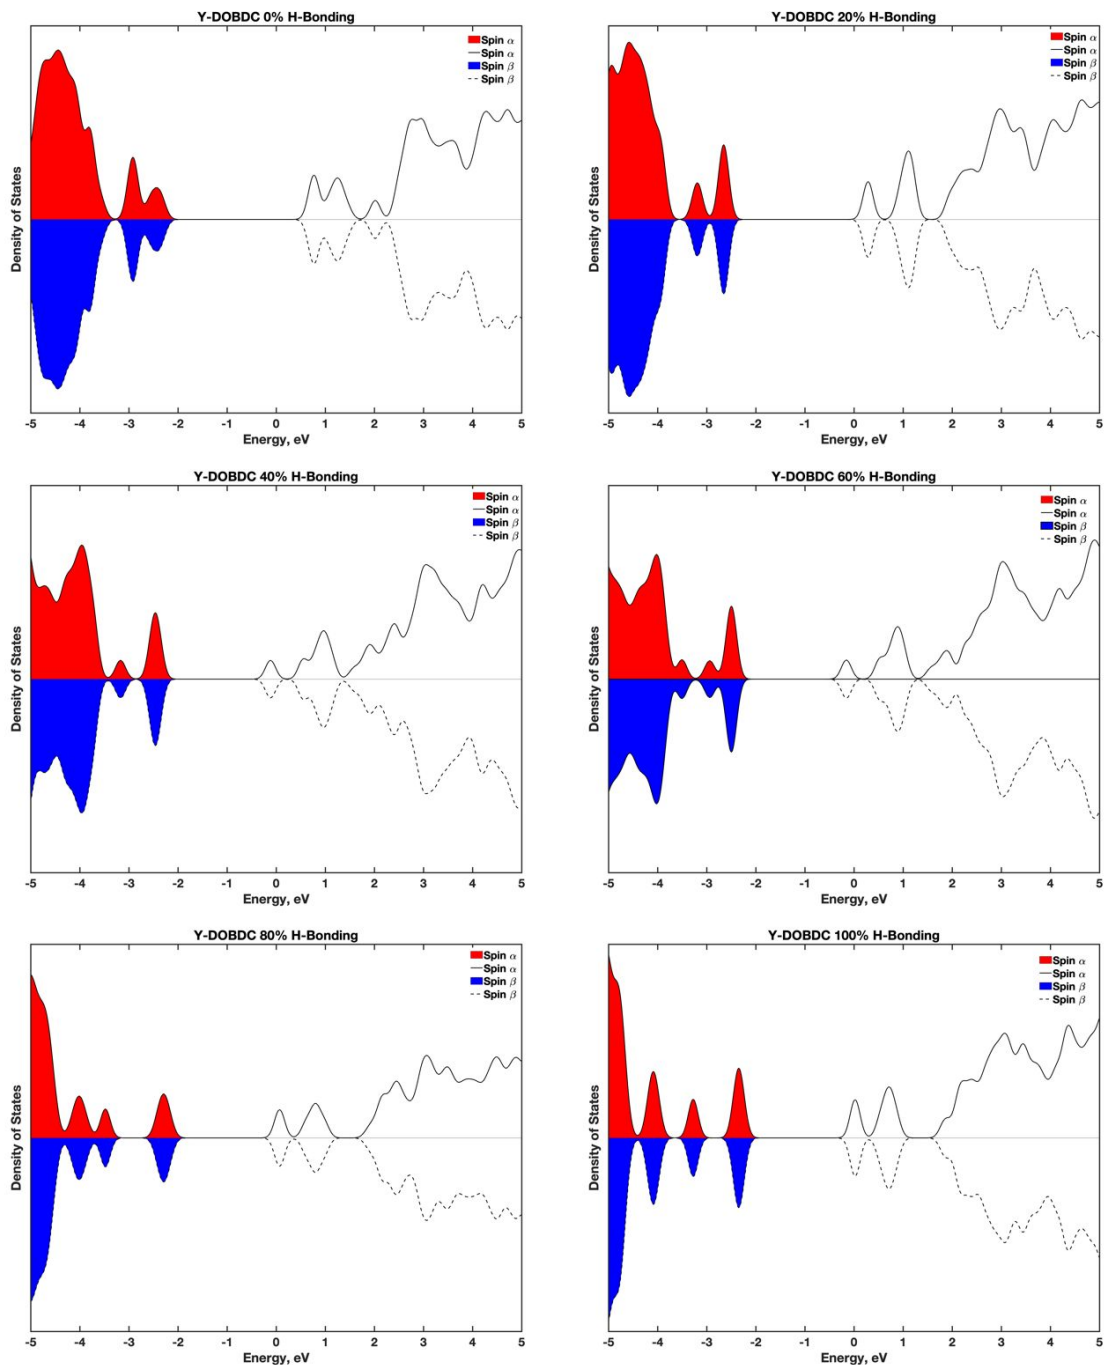 Y-DOBDC 0% H-Bonding
Spin α
Spin α
Spin β
Spin β
Density of States
-5 -4 -3 -2 -1 0 1 2 3 4 5
Energy, eV
Y-DOBDC 20% H-Bonding
Spin α
Spin α
Spin β
Spin β
Density of States
-5 -4 -3 -2 -1 0 1 2 3 4 5
Energy, eV
Y-DOBDC 40% H-Bonding
Spin α
Spin α
Spin β
Spin β
Density of States
-5 -4 -3 -2 -1 0 1 2 3 4 5
Energy, eV
Y-DOBDC 60% H-Bonding
Spin α
Spin α
Spin β
Spin β
Density of States
-5 -4 -3 -2 -1 0 1 2 3 4 5
Energy, eV
Y-DOBDC 80% H-Bonding
Spin α
Spin α
Spin β
Spin β
Density of States
-5 -4 -3 -2 -1 0 1 2 3 4 5
Energy, eV
Y-DOBDC 100% H-Bonding
Spin α
Spin α
Spin β
Spin β
Density of States
-5 -4 -3 -2 -1 0 1 2 3 4 5
Energy, eV